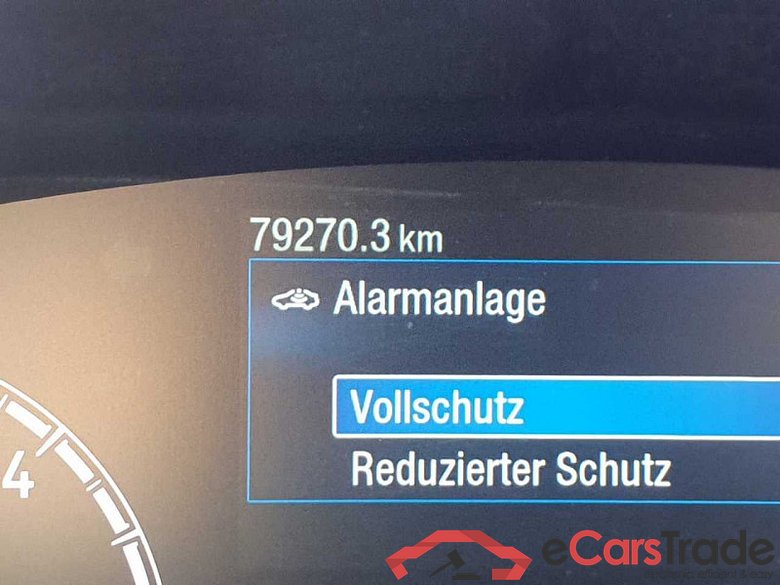 79270.3 km
Alarmanlage
Vollschutz
Reduzierter Schutz
4
eCarsTrade